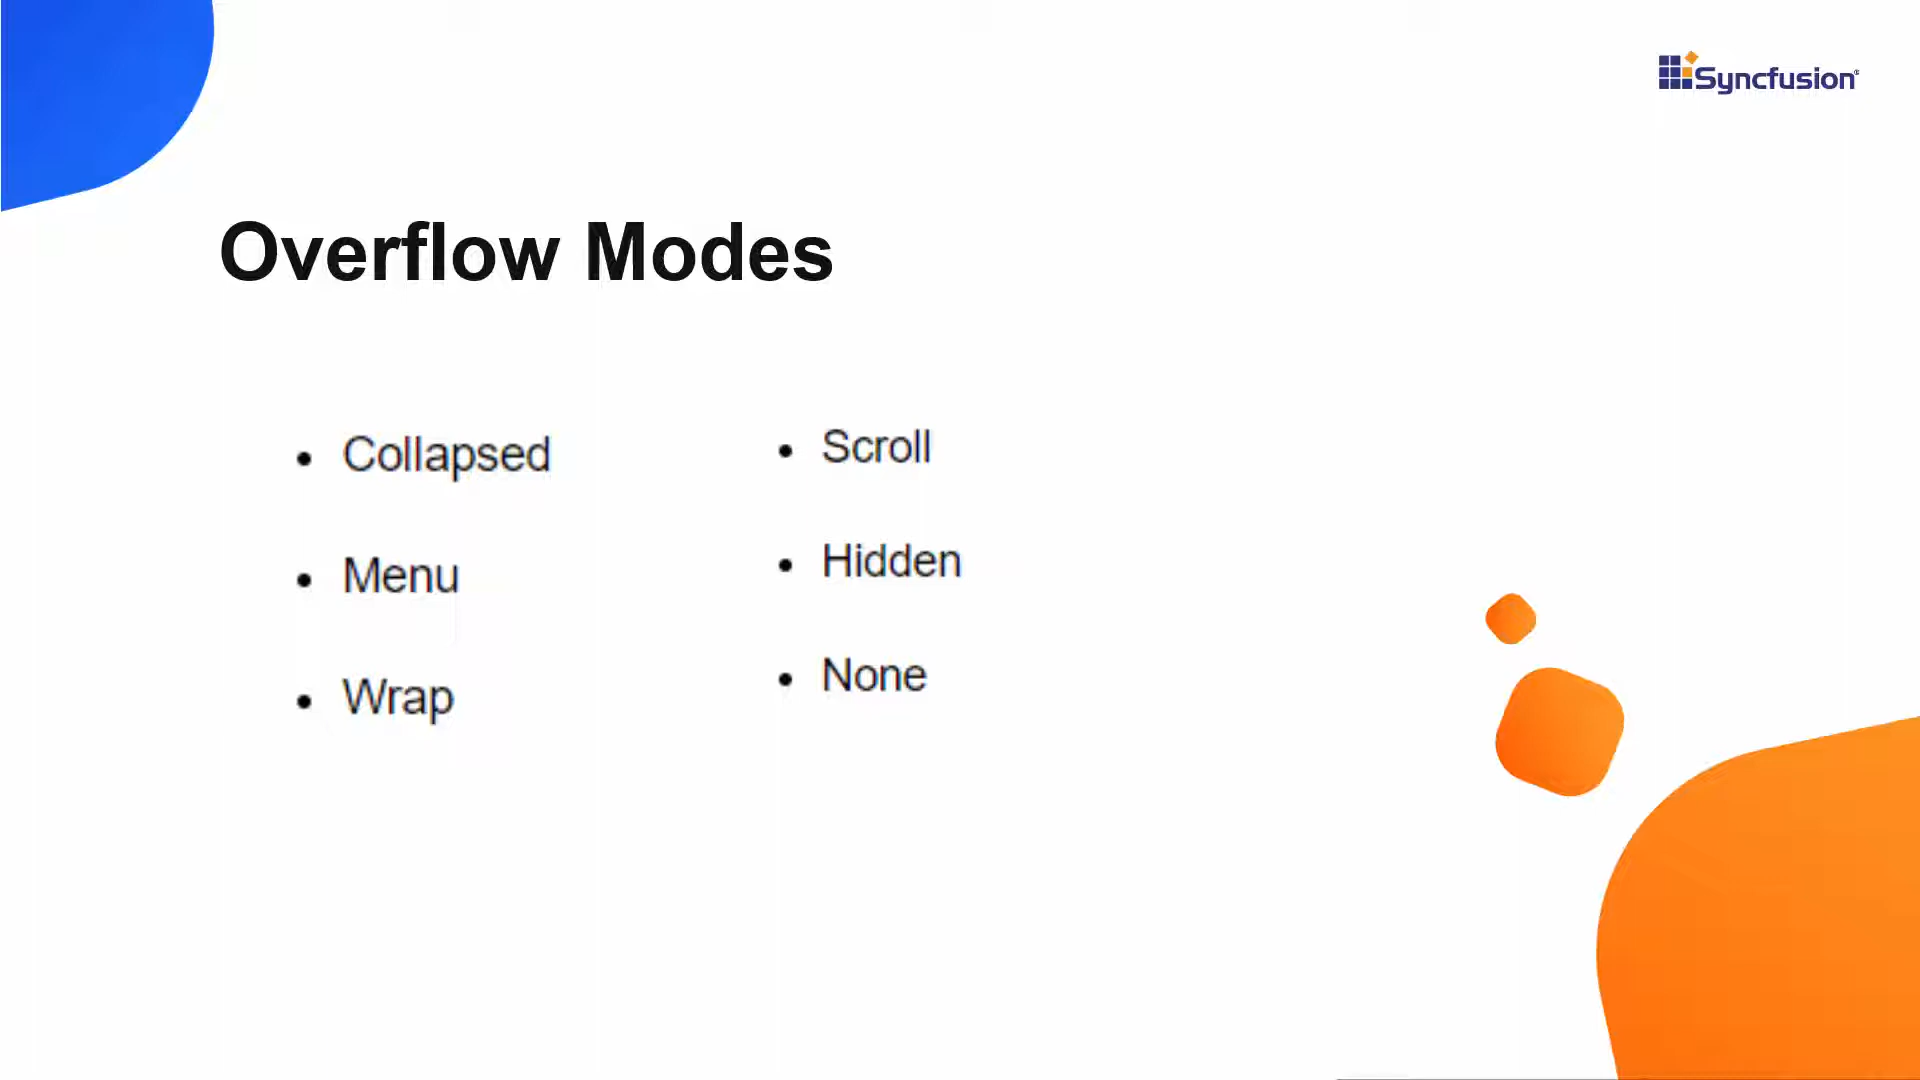 Syncfusion®
Overflow Modes
• Collapsed
• Menu
• Wrap
• Scroll
• Hidden
• None